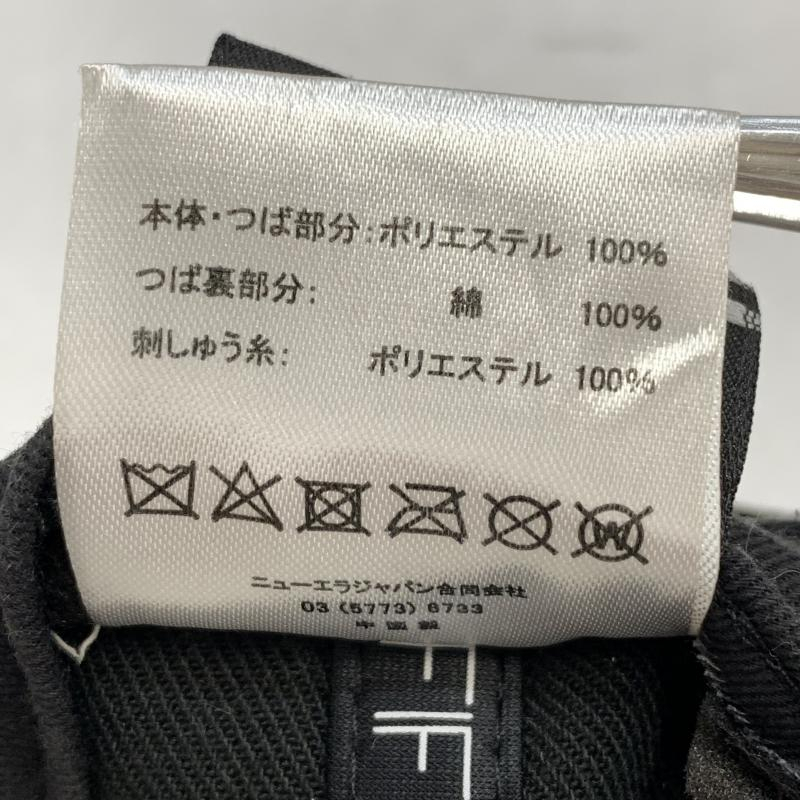 本体・つば部分:ポリエステル 100%
つば裏部分: 綿 100%
刺しゅう糸: ポリエステル 100%
W
ニューエラジャパン合同会社
03 (5773) 6733
中国製